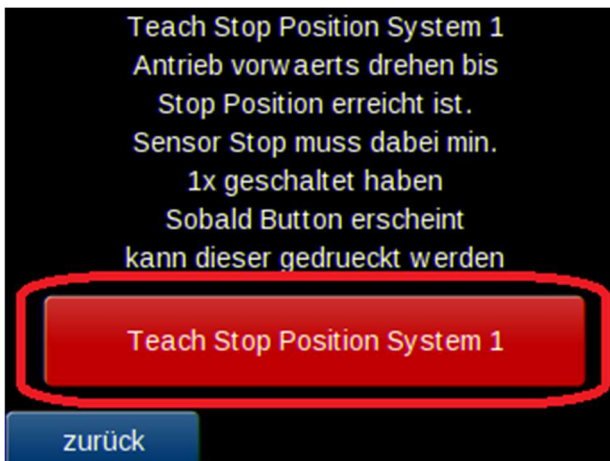 Teach Stop Position System 1
Antrieb vorwaerts drehen bis
Stop Position erreicht ist.
Sensor Stop muss dabei min.
1x geschaltet haben
Sobald Button erscheint
kann dieser gedrueckt werden
Teach Stop Position System 1
zurück